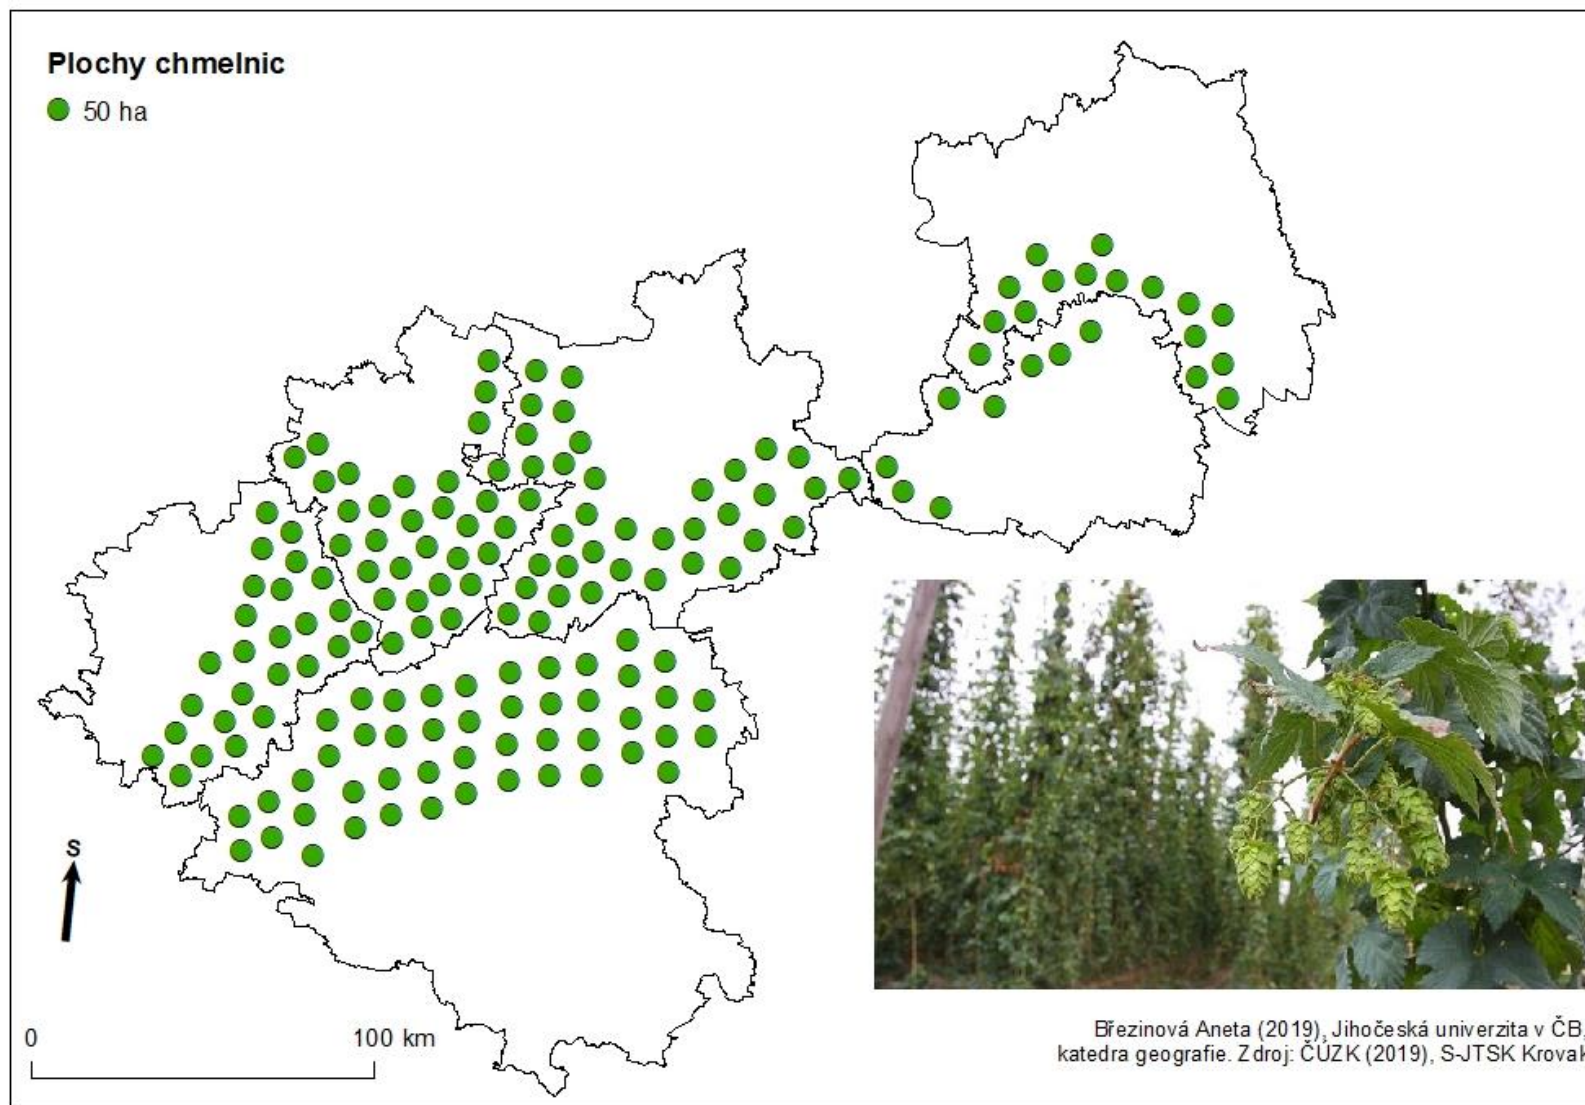 Plochy chmelnic
50 ha
S
0
100 km
Březinová Aneta (2019), Jihočeská univerzita v ČB,
katedra geografie. Zdroj: ČÚZK (2019), S-JTSK Krovak